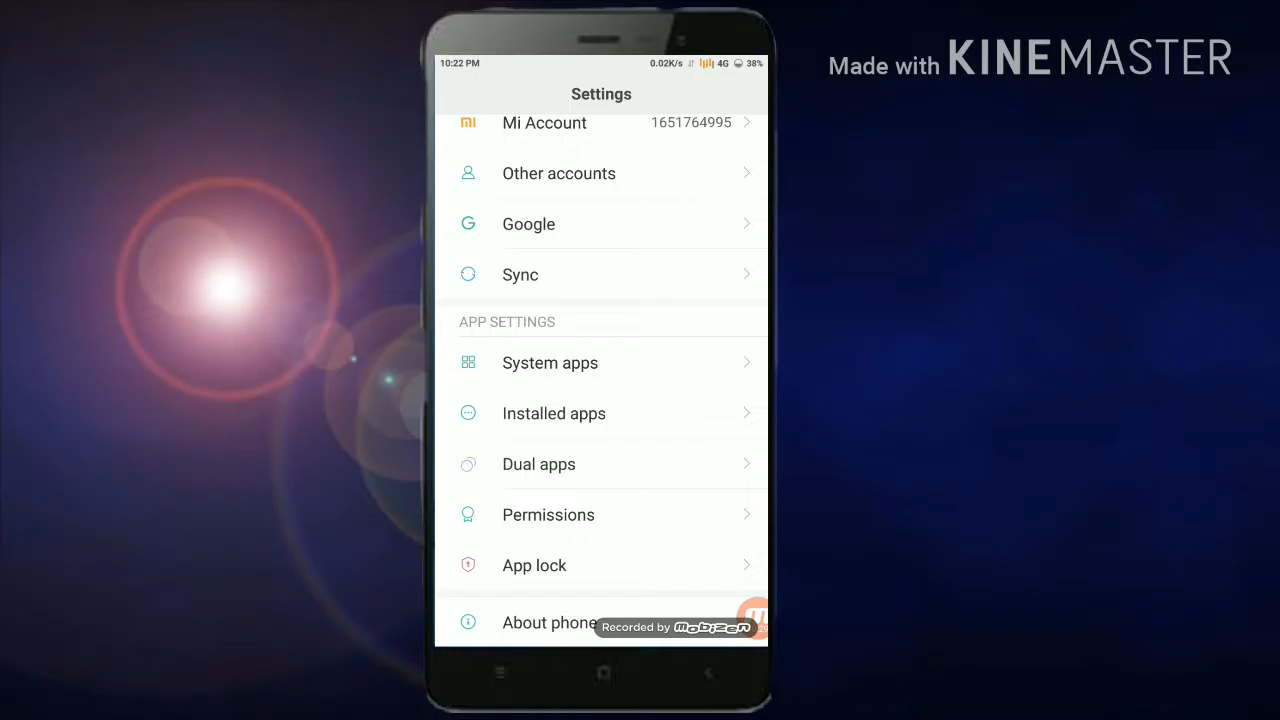 Made with KINEMASTER
10:22 PM 0.02K/s 4G 38%
Settings
Mi Account 1651764995
Other accounts
Google
Sync
APP SETTINGS
System apps
Installed apps
Dual apps
Permissions
App lock
About phone
Recorded by mobizen